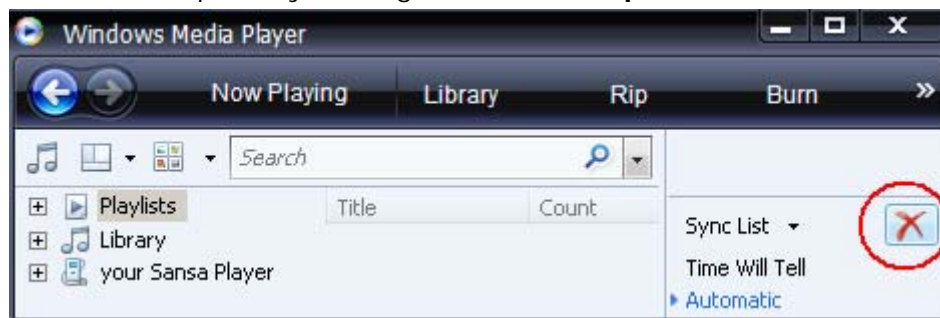 Windows Media Player
Now Playing Library Rip Burn »
Search
Playlists Title Count
Library
your Sansa Player
Sync List
Time Will Tell
Automatic